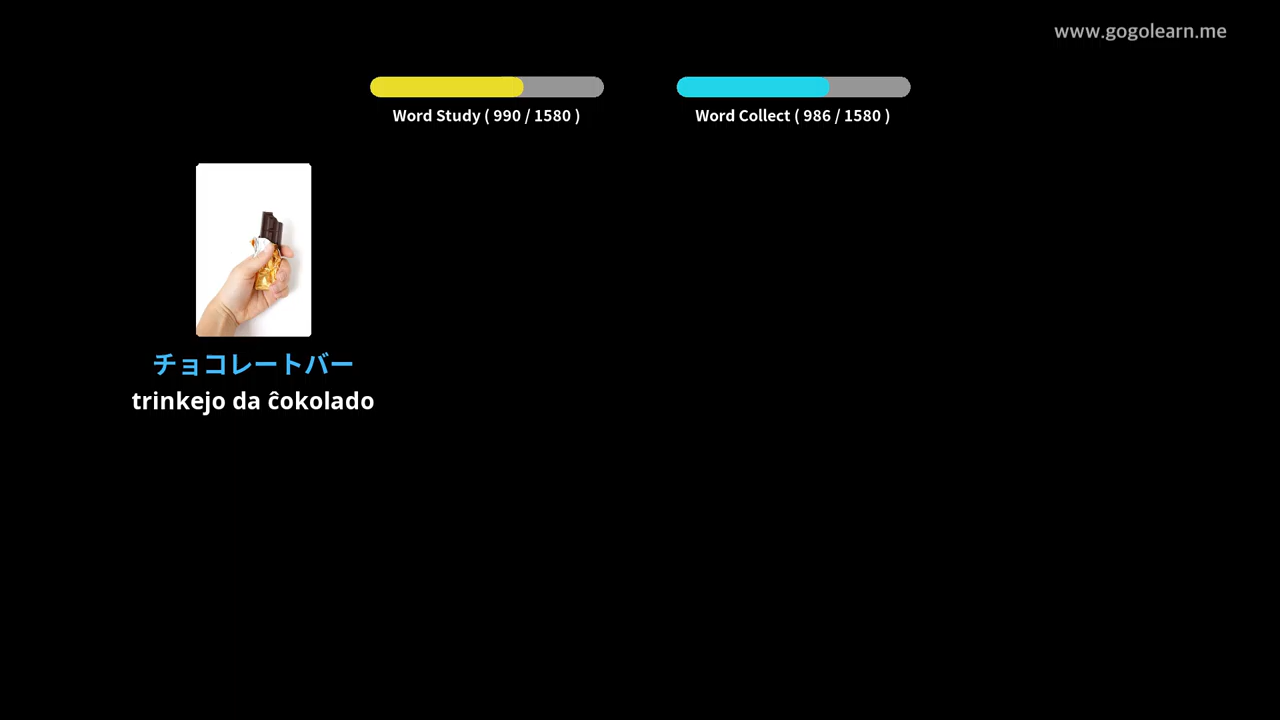 www.gogolearn.me
Word Study ( 990 / 1580 )
Word Collect ( 986 / 1580 )
チョコレートバー
trinkejo da ĉokolado